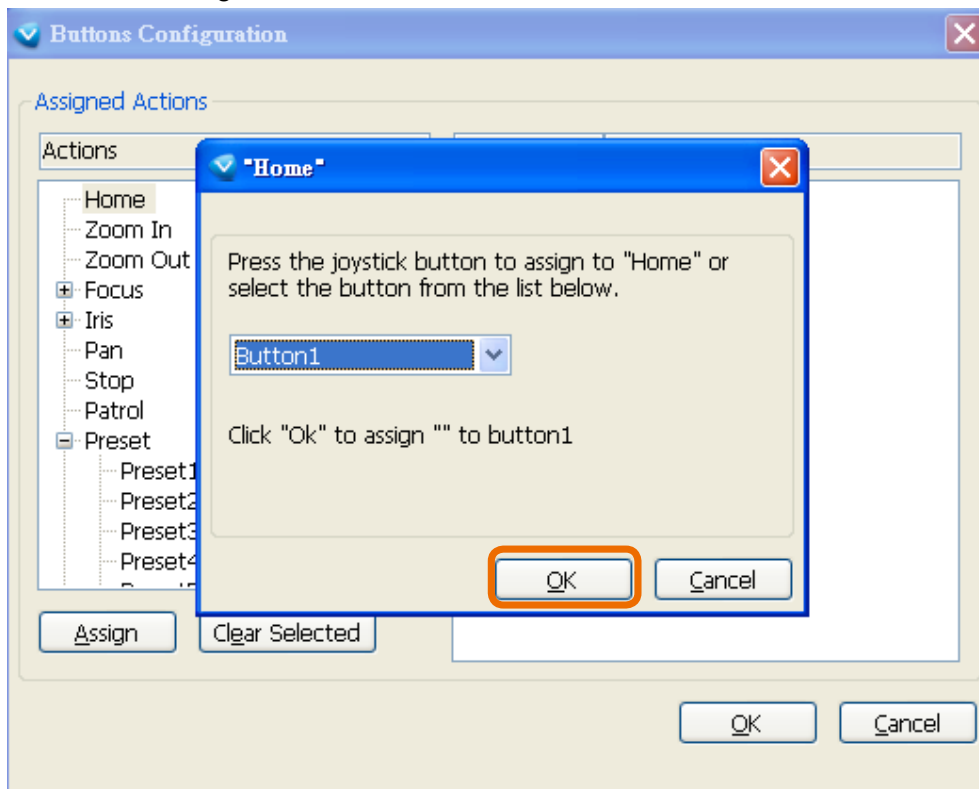 Buttons Configuration
Assigned Actions
Actions
Home
Zoom In
Zoom Out
Focus
Iris
Pan
Stop
Patrol
Preset
Preset1
Preset2
Preset3
Preset4
"Home"
Press the joystick button to assign to "Home" or
select the button from the list below.
Button1
Click "Ok" to assign "" to button1
OK
Cancel
Assign
Clear Selected
OK
Cancel